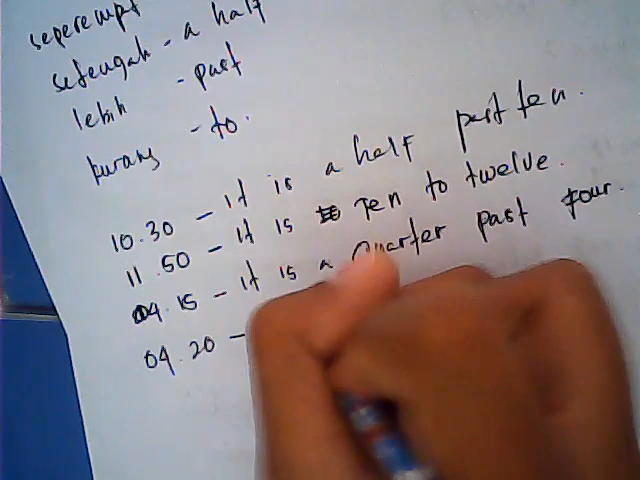 seperempt
setengah - a half
lebih - past
kurang - to.
10.30 - it is a half past ten.
11.50 - it is Ten to twelve.
04.15 - it is a Quarter past four.
04.20 -